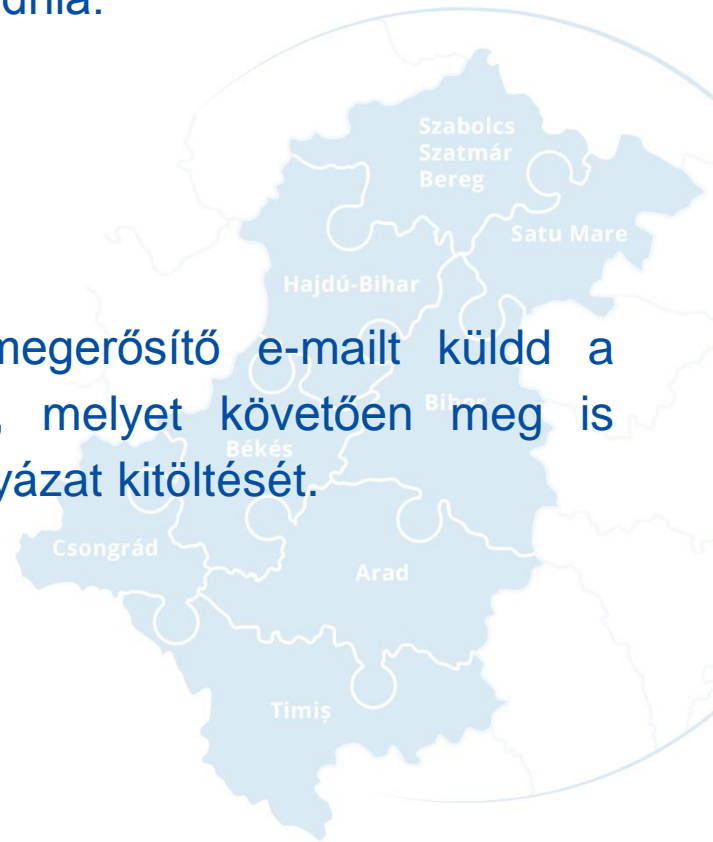 Szabolcs
Szatmár
Bereg
Satu Mare
Hajdú-Bihar
megerősítő e-mailt küldd a
, melyet követően meg is
Bihor
Békés
yázat kitöltését.
Csongrád
Arad
Timiș